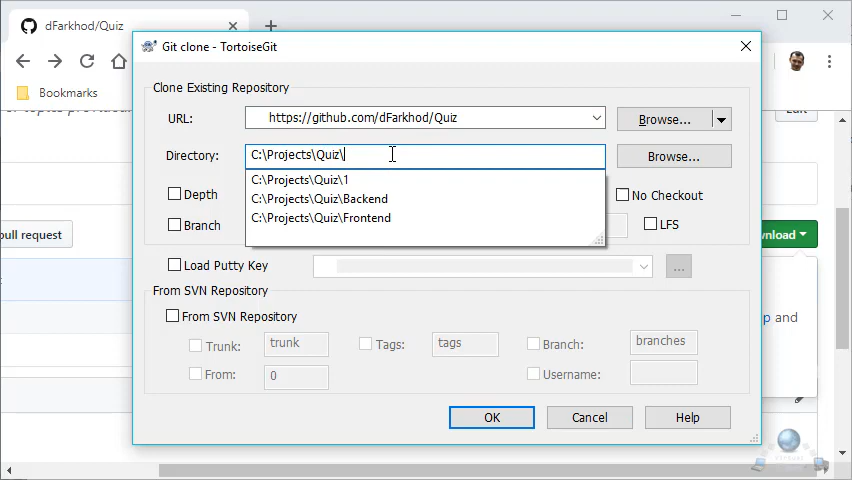 dFarkhod/Quiz
Git clone - TortoiseGit
Bookmarks
Clone Existing Repository
URL:
https://github.com/dFarkhod/Quiz
Browse...
Directory:
C:\Projects\Quiz\
Browse...
C:\Projects\Quiz\1
C:\Projects\Quiz\Backend
C:\Projects\Quiz\Frontend
Depth
No Checkout
Branch
LFS
pull request
nload
Load Putty Key
...
From SVN Repository
From SVN Repository
Trunk:
trunk
Tags:
tags
Branch:
branches
From:
0
Username:
p and
OK
Cancel
Help